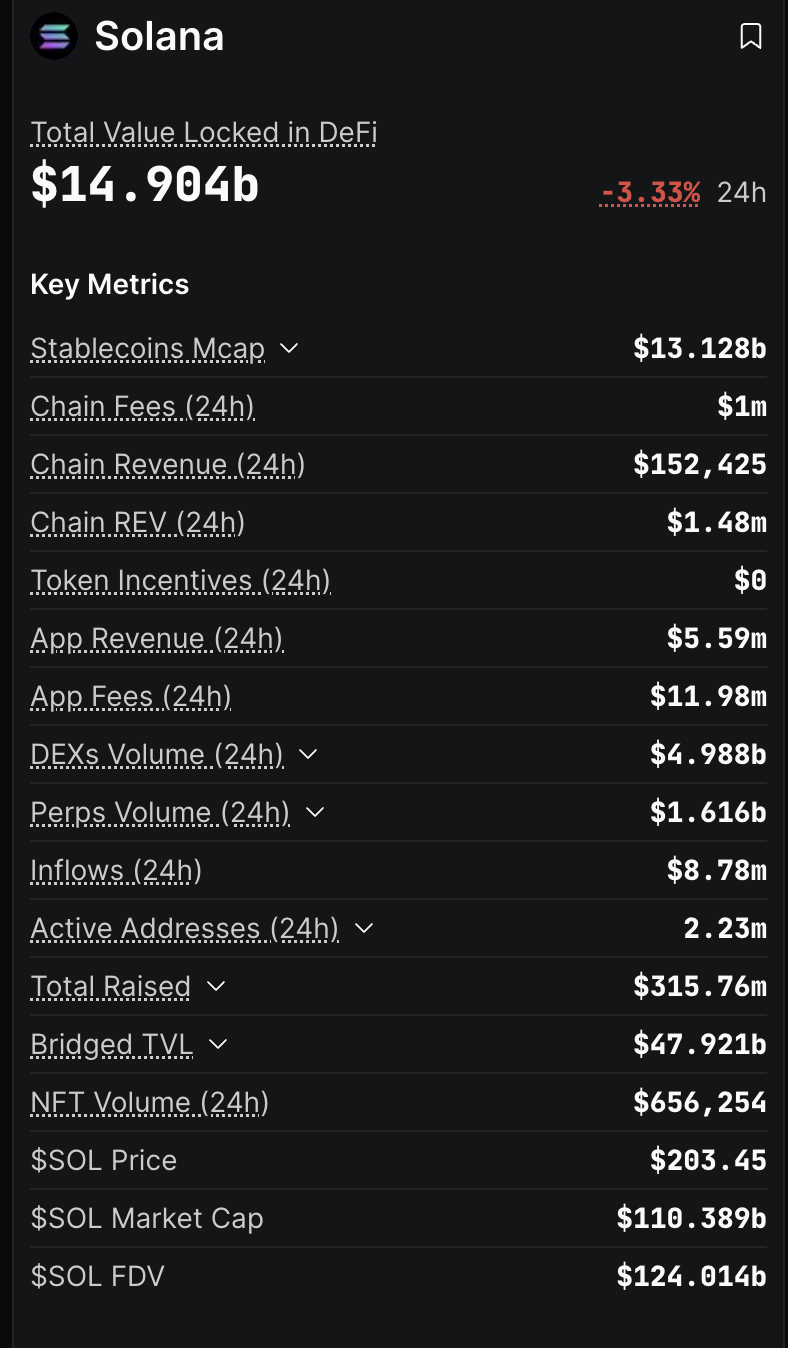 Solana
Total Value Locked in DeFi
$14.904b -3.33% 24h
Key Metrics
Stablecoins Mcap $13.128b
Chain Fees (24h) $1m
Chain Revenue (24h) $152,425
Chain REV (24h) $1.48m
Token Incentives (24h) $0
App Revenue (24h) $5.59m
App Fees (24h) $11.98m
DEXs Volume (24h) $4.988b
Perps Volume (24h) $1.616b
Inflows (24h) $8.78m
Active Addresses (24h) 2.23m
Total Raised $315.76m
Bridged TVL $47.921b
NFT Volume (24h) $656,254
$SOL Price $203.45
$SOL Market Cap $110.389b
$SOL FDV $124.014b